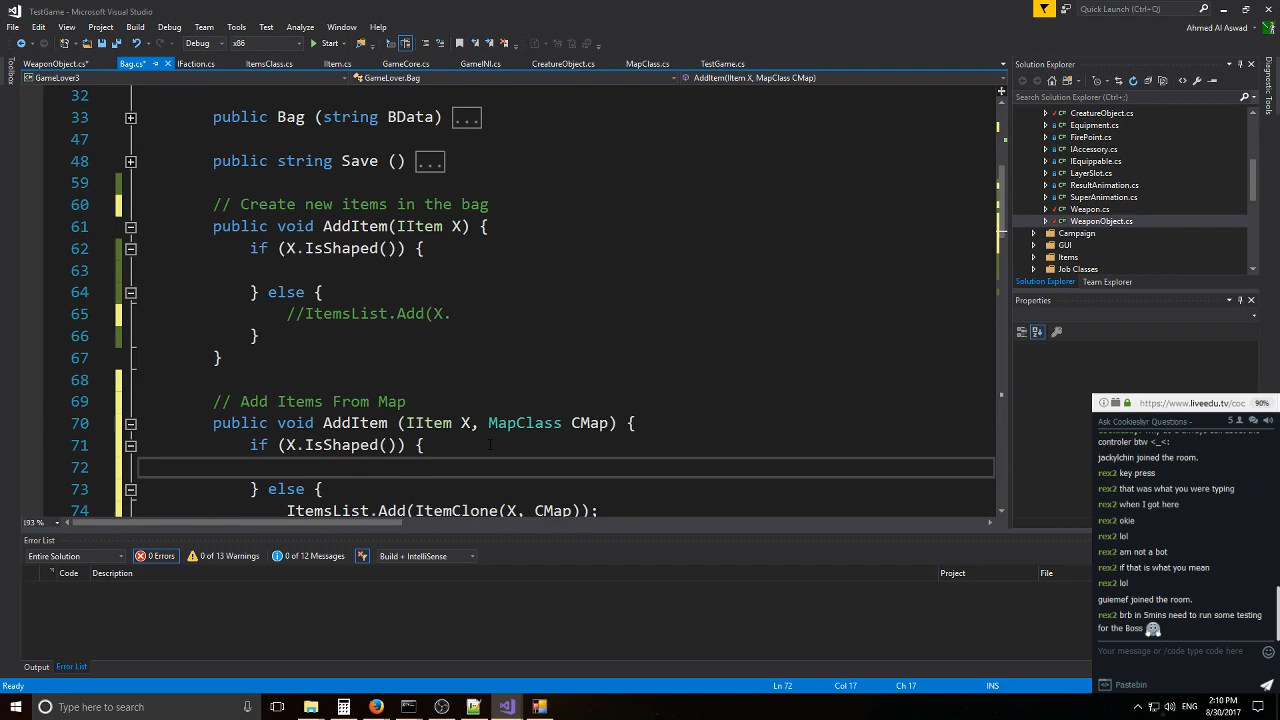 TestGame - Microsoft Visual Studio
Quick Launch (Ctrl+Q)
File Edit View Project Build Debug Team Tools Test Analyze Window Help
Ahmed Al Aswad
Debug x86 Start
WeaponObject.cs* Bag.cs* IFaction.cs ItemsClass.cs IItem.cs GameCore.cs GameNI.cs CreatureObject.cs MapClass.cs TestGame.cs
GameLover3 GameLover.Bag AddItem(IItem X, MapClass CMap)
Toolbox
32
33 public Bag (string BData) ...
47
48 public string Save () ...
59
60 // Create new items in the bag
61 public void AddItem(IItem X) {
62 if (X.IsShaped()) {
63
64 } else {
65 //ItemsList.Add(X.
66 }
67 }
68
69 // Add Items From Map
70 public void AddItem (IItem X, MapClass CMap) {
71 if (X.IsShaped()) {
72
73 } else {
74 ItemsList.Add(ItemClone(X, CMap));
Solution Explorer
Search Solution Explorer (Ctrl+;)
CreatureObject.cs
Equipment.cs
FirePoint.cs
IAccessory.cs
IEquippable.cs
LayerSlot.cs
ResultAnimation.cs
SuperAnimation.cs
Weapon.cs
WeaponObject.cs
Campaign
GUI
Items
Job Classes
Solution Explorer Team Explorer
Properties
Diagnostic Tools
Error List
Entire Solution 0 Errors 0 of 13 Warnings 0 of 12 Messages Build + IntelliSense
Code Description Project File
Output Error List
Ready Ln 72 Col 17 Ch 17 INS
https://www.liveedu.tv/coc 90%
Ask Cookiesliyr Questions - 5
controler btw <_<:
jackylchin joined the room.
rex2 key press
rex2 that was what you were typing
rex2 when I got here
rex2 okie
rex2 lol
rex2 am not a bot
rex2 if that is what you mean
rex2 lol
guiemef joined the room.
rex2 brb in 5mins need to run some testing
for the Boss
Your message or /code type code here
Pastebin
Type here to search
ENG
2:10 PM
8/30/2017